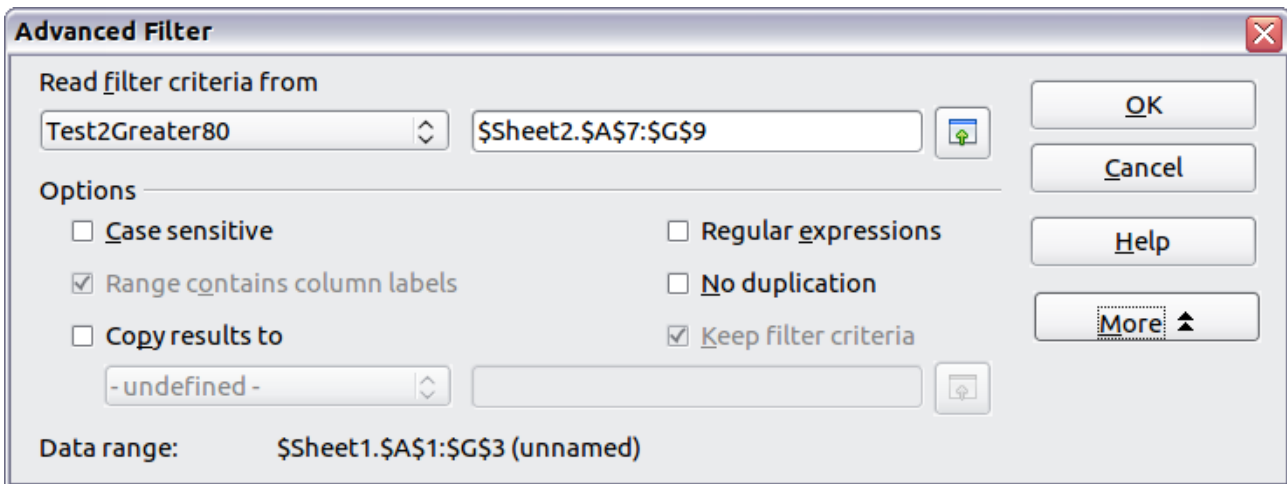 Advanced Filter
Read filter criteria from
Test2Greater80
$Sheet2.$A$7:$G$9
OK
Cancel
Options
Case sensitive
Regular expressions
Help
Range contains column labels
No duplication
More
Copy results to
Keep filter criteria
- undefined -
Data range: $Sheet1.$A$1:$G$3 (unnamed)